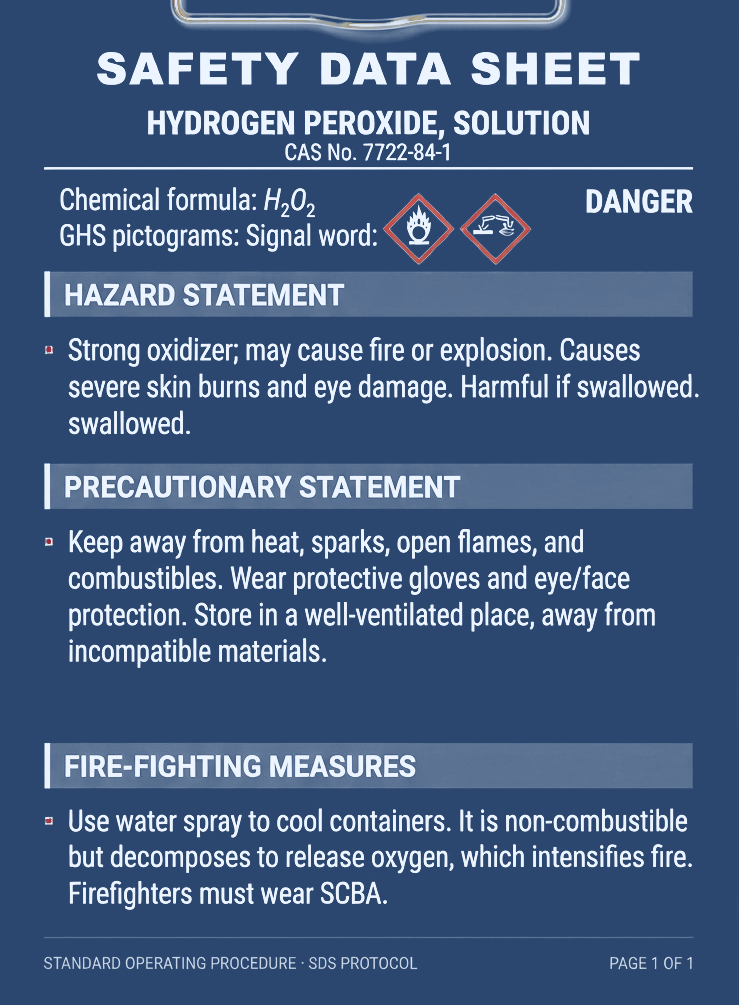 SAFETY DATA SHEET
HYDROGEN PEROXIDE, SOLUTION
CAS No. 7722-84-1
Chemical formula: H₂O₂
DANGER
GHS pictograms: Signal word:
HAZARD STATEMENT
Strong oxidizer; may cause fire or explosion. Causes
severe skin burns and eye damage. Harmful if swallowed.
swallowed.
PRECAUTIONARY STATEMENT
Keep away from heat, sparks, open flames, and
combustibles. Wear protective gloves and eye/face
protection. Store in a well-ventilated place, away from
incompatible materials.
FIRE-FIGHTING MEASURES
Use water spray to cool containers. It is non-combustible
but decomposes to release oxygen, which intensifies fire.
Firefighters must wear SCBA.
STANDARD OPERATING PROCEDURE · SDS PROTOCOL
PAGE 1 OF 1